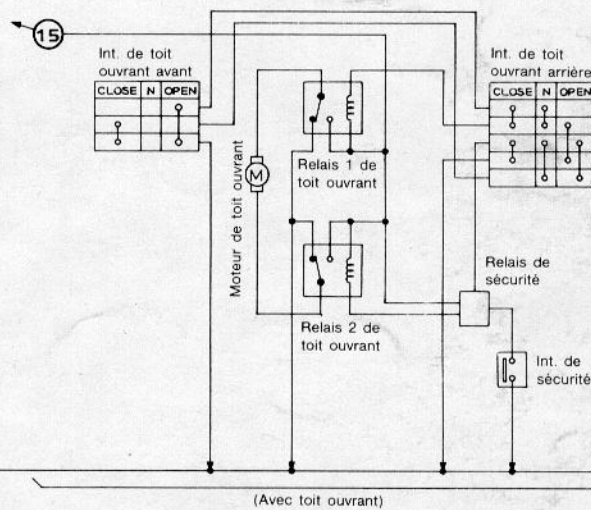 15
Int. de toit
ouvrant avant
CLOSE N OPEN
Int. de toit
ouvrant arrière
CLOSE N OPEN
Relais 1 de
toit ouvrant
Moteur de toit ouvrant
M
Relais 2 de
toit ouvrant
Relais de
sécurité
Int. de
sécurité
(Avec toit ouvrant)